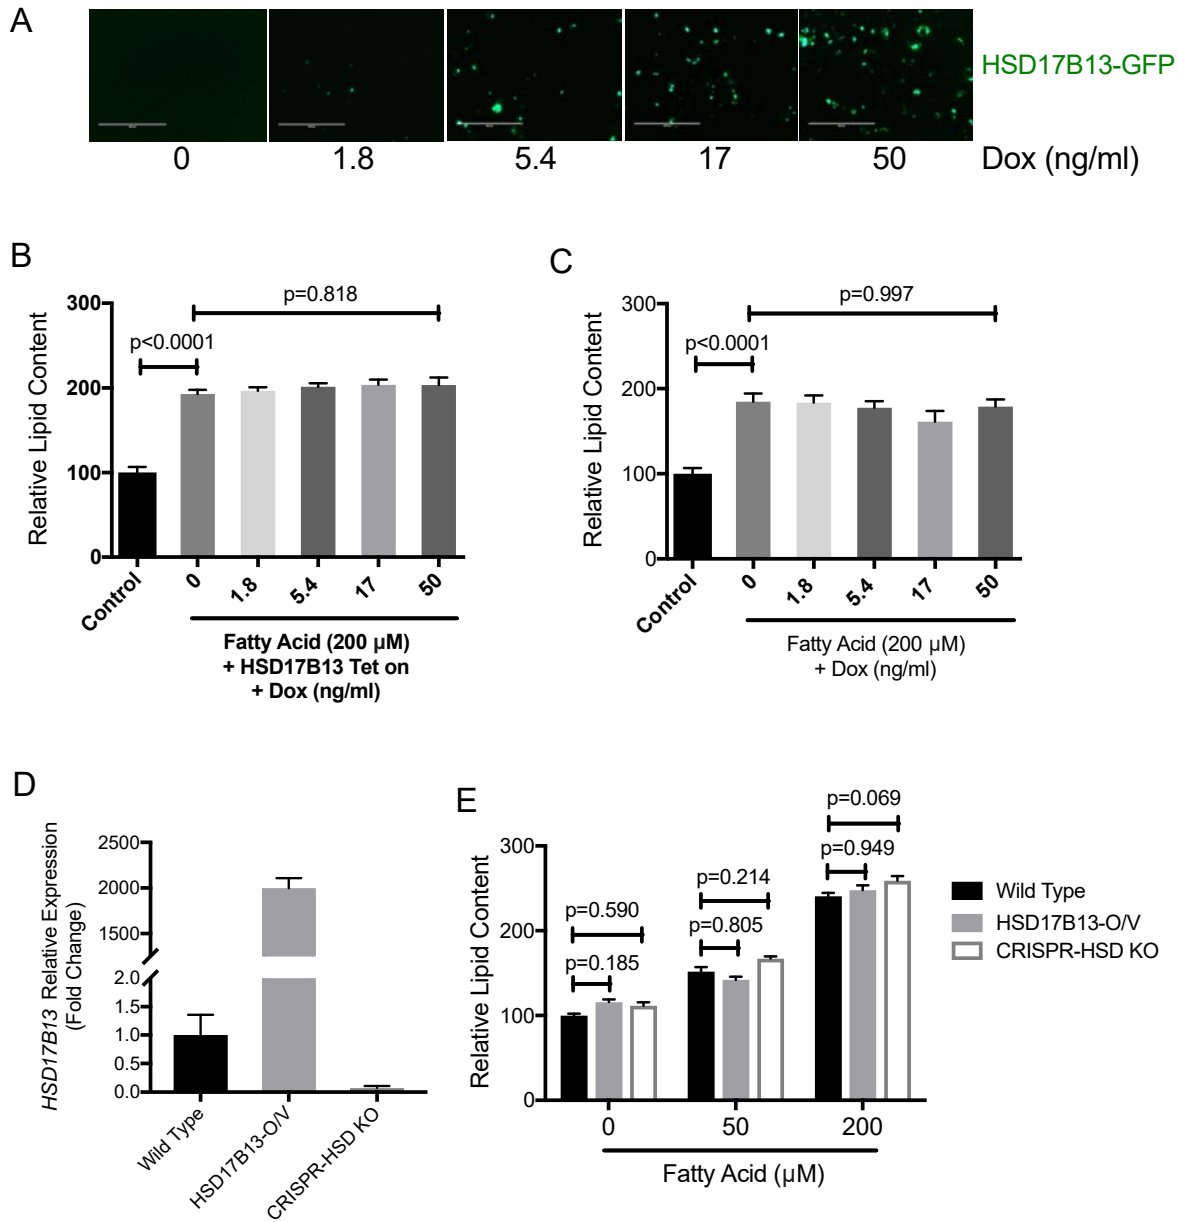 A
HSD17B13-GFP
0 1.8 5.4 17 50 Dox (ng/ml)
B
Relative Lipid Content
300
200
100
0
p<0.0001
p=0.818
Control 0 1.8 5.4 17 50
Fatty Acid (200 µM)
+ HSD17B13 Tet on
+ Dox (ng/ml)
C
Relative Lipid Content
300
200
100
0
p<0.0001
p=0.997
Control 0 1.8 5.4 17 50
Fatty Acid (200 µM)
+ Dox (ng/ml)
D
HSD17B13 Relative Expression
(Fold Change)
2500
2000
1500
2.0
1.5
1.0
0.5
0.0
Wild Type HSD17B13-O/V CRISPR-HSD KO
E
Relative Lipid Content
300
200
100
0
p=0.590
p=0.185
p=0.214
p=0.805
p=0.069
p=0.949
0 50 200
Fatty Acid (µM)
Wild Type
HSD17B13-O/V
CRISPR-HSD KO